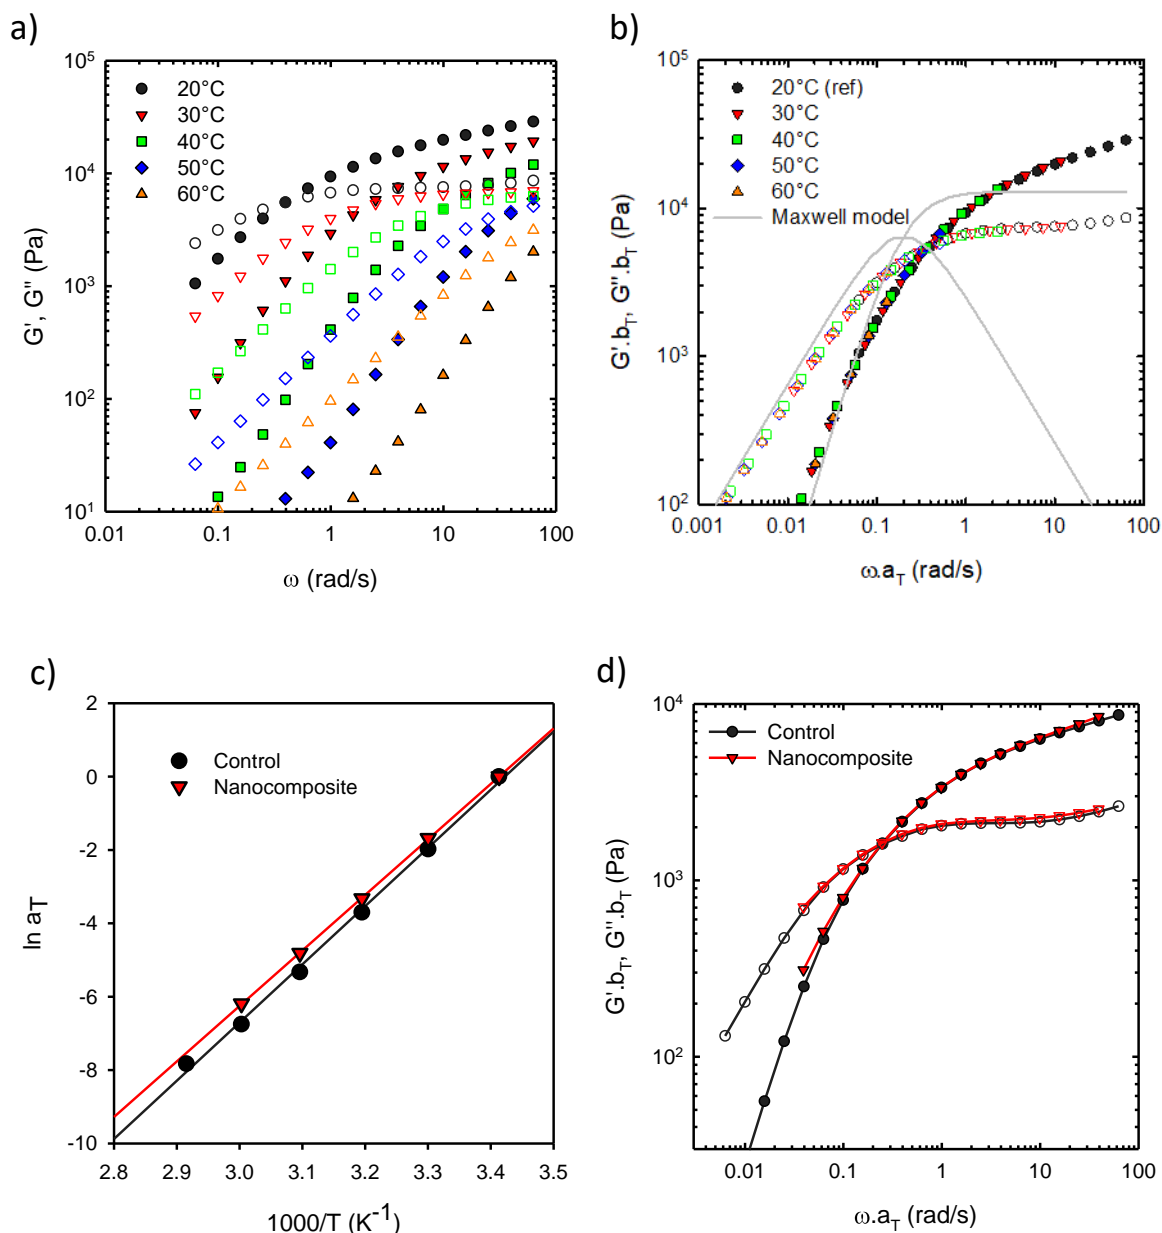 a)
10^5
10^4
10^3
10^2
10^1
G', G'' (Pa)
20°C
30°C
40°C
50°C
60°C
0.01 0.1 1 10 100
ω (rad/s)
b)
10^5
10^4
10^3
10^2
G'.b_T, G''.b_T (Pa)
20°C (ref)
30°C
40°C
50°C
60°C
Maxwell model
0.001 0.01 0.1 1 10 100
ω.a_T (rad/s)
c)
2
0
-2
-4
-6
-8
-10
ln a_T
Control
Nanocomposite
2.8 2.9 3.0 3.1 3.2 3.3 3.4 3.5
1000/T (K^-1)
d)
10^4
10^3
10^2
G'.b_T, G''.b_T (Pa)
Control
Nanocomposite
0.01 0.1 1 10 100
ω.a_T (rad/s)